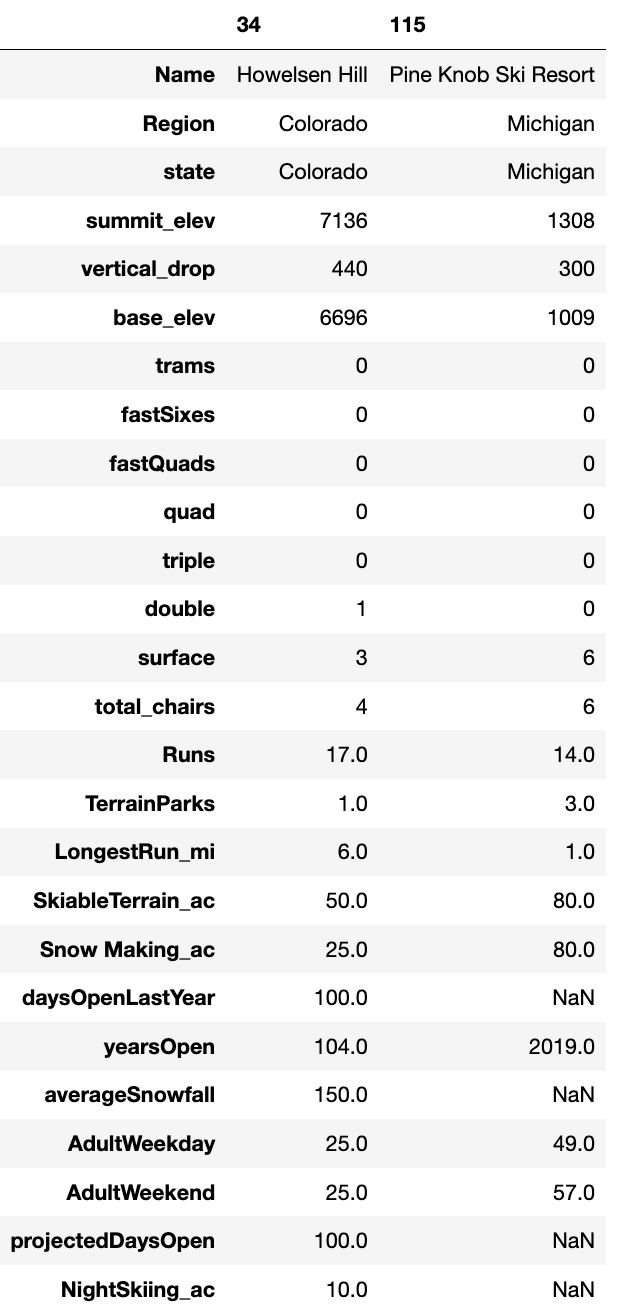 34 115
Name Howelsen Hill Pine Knob Ski Resort
Region Colorado Michigan
state Colorado Michigan
summit_elev 7136 1308
vertical_drop 440 300
base_elev 6696 1009
trams 0 0
fastSixes 0 0
fastQuads 0 0
quad 0 0
triple 0 0
double 1 0
surface 3 6
total_chairs 4 6
Runs 17.0 14.0
TerrainParks 1.0 3.0
LongestRun_mi 6.0 1.0
SkiableTerrain_ac 50.0 80.0
Snow Making_ac 25.0 80.0
daysOpenLastYear 100.0 NaN
yearsOpen 104.0 2019.0
averageSnowfall 150.0 NaN
AdultWeekday 25.0 49.0
AdultWeekend 25.0 57.0
projectedDaysOpen 100.0 NaN
NightSkiing_ac 10.0 NaN